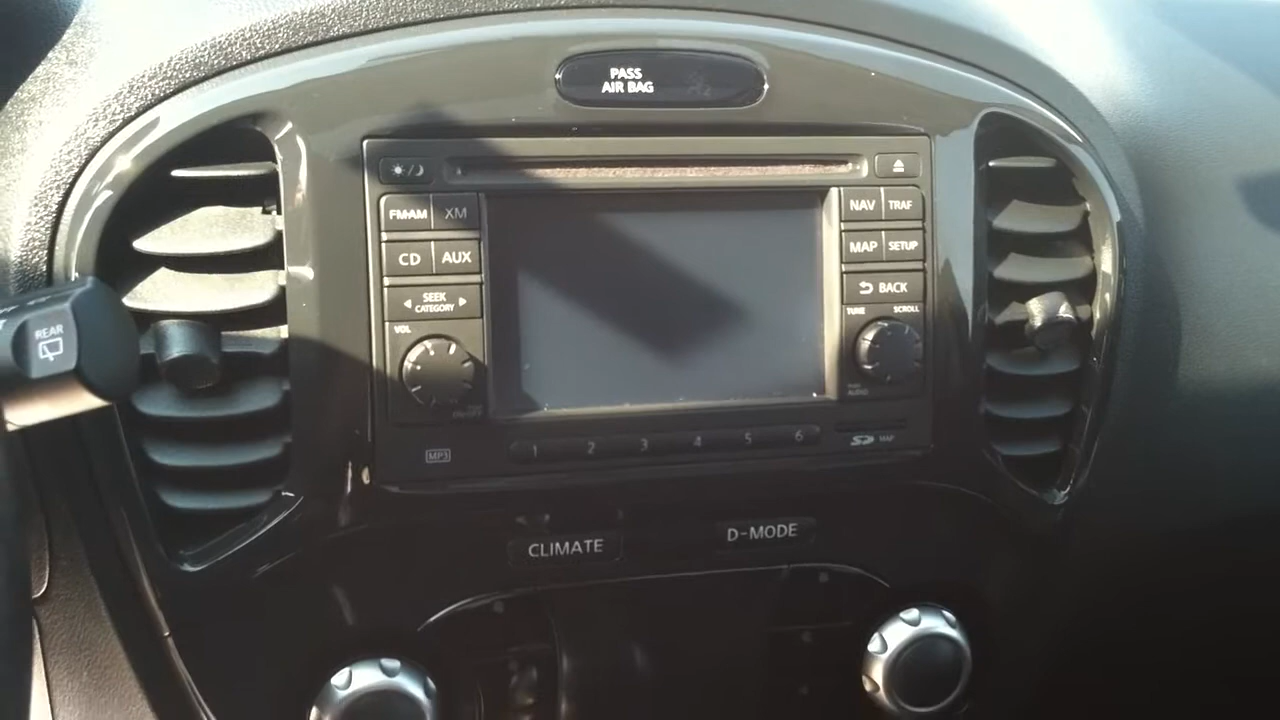 PASS
AIR BAG
FM·AM XM
CD AUX
SEEK
CATEGORY
VOL
NAV TRAF
MAP SETUP
BACK
TUNE SCROLL
REAR
MP3
1 2 3 4 5 6
SD MAP
CLIMATE
D-MODE